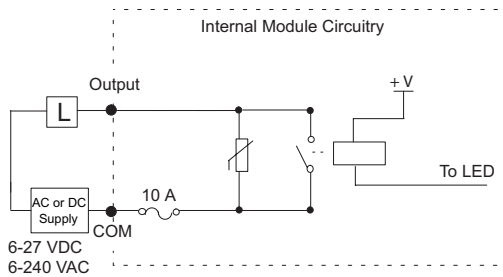 Internal Module Circuitry
Output
+V
L
To LED
AC or DC
Supply
10 A
COM
6-27 VDC
6-240 VAC